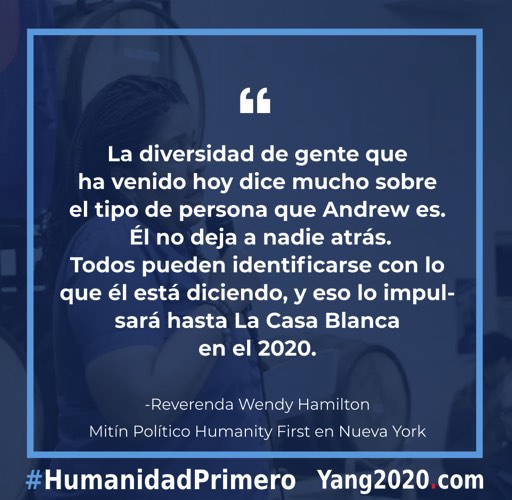 “
La diversidad de gente que
ha venido hoy dice mucho sobre
el tipo de persona que Andrew es.
Él no deja a nadie atrás.
Todos pueden identificarse con lo
que él está diciendo, y eso lo impul-
sará hasta La Casa Blanca
en el 2020.
-Reverenda Wendy Hamilton
Mitín Político Humanity First en Nueva York
#HumanidadPrimero Yang2020.com